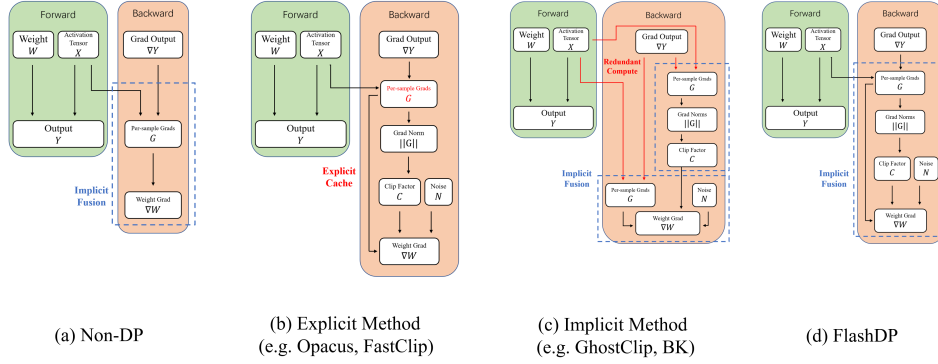 Forward
Backward
Weight
W
Activation
Tensor
X
Grad Output
∇Y
Per-sample Grads
G
Output
Y
Implicit
Fusion
Weight Grad
∇W
(a) Non-DP
Forward
Backward
Weight
W
Activation
Tensor
X
Grad Output
∇Y
Per-sample Grads
G
Output
Y
Grad Norm
||G||
Explicit
Cache
Clip Factor
C
Noise
N
Weight Grad
∇W
(b) Explicit Method
(e.g. Opacus, FastClip)
Forward
Backward
Weight
W
Activation
Tensor
X
Grad Output
∇Y
Redundant
Compute
Per-sample Grads
G
Output
Y
Grad Norms
||G||
Clip Factor
C
Implicit
Fusion
Per-sample Grads
G
Noise
N
Weight Grad
∇W
(c) Implicit Method
(e.g. GhostClip, BK)
Forward
Backward
Weight
W
Activation
Tensor
X
Grad Output
∇Y
Per-sample Grads
G
Output
Y
Grad Norms
||G||
Implicit
Fusion
Clip Factor
C
Noise
N
Weight Grad
∇W
(d) FlashDP